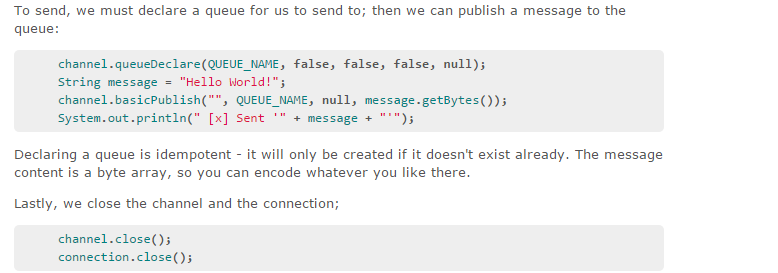 To send, we must declare a queue for us to send to; then we can publish a message to the
queue:
channel.queueDeclare(QUEUE_NAME, false, false, false, null);
String message = "Hello World!";
channel.basicPublish("", QUEUE_NAME, null, message.getBytes());
System.out.println(" [x] Sent '" + message + "'");
Declaring a queue is idempotent - it will only be created if it doesn't exist already. The message
content is a byte array, so you can encode whatever you like there.
Lastly, we close the channel and the connection;
channel.close();
connection.close();